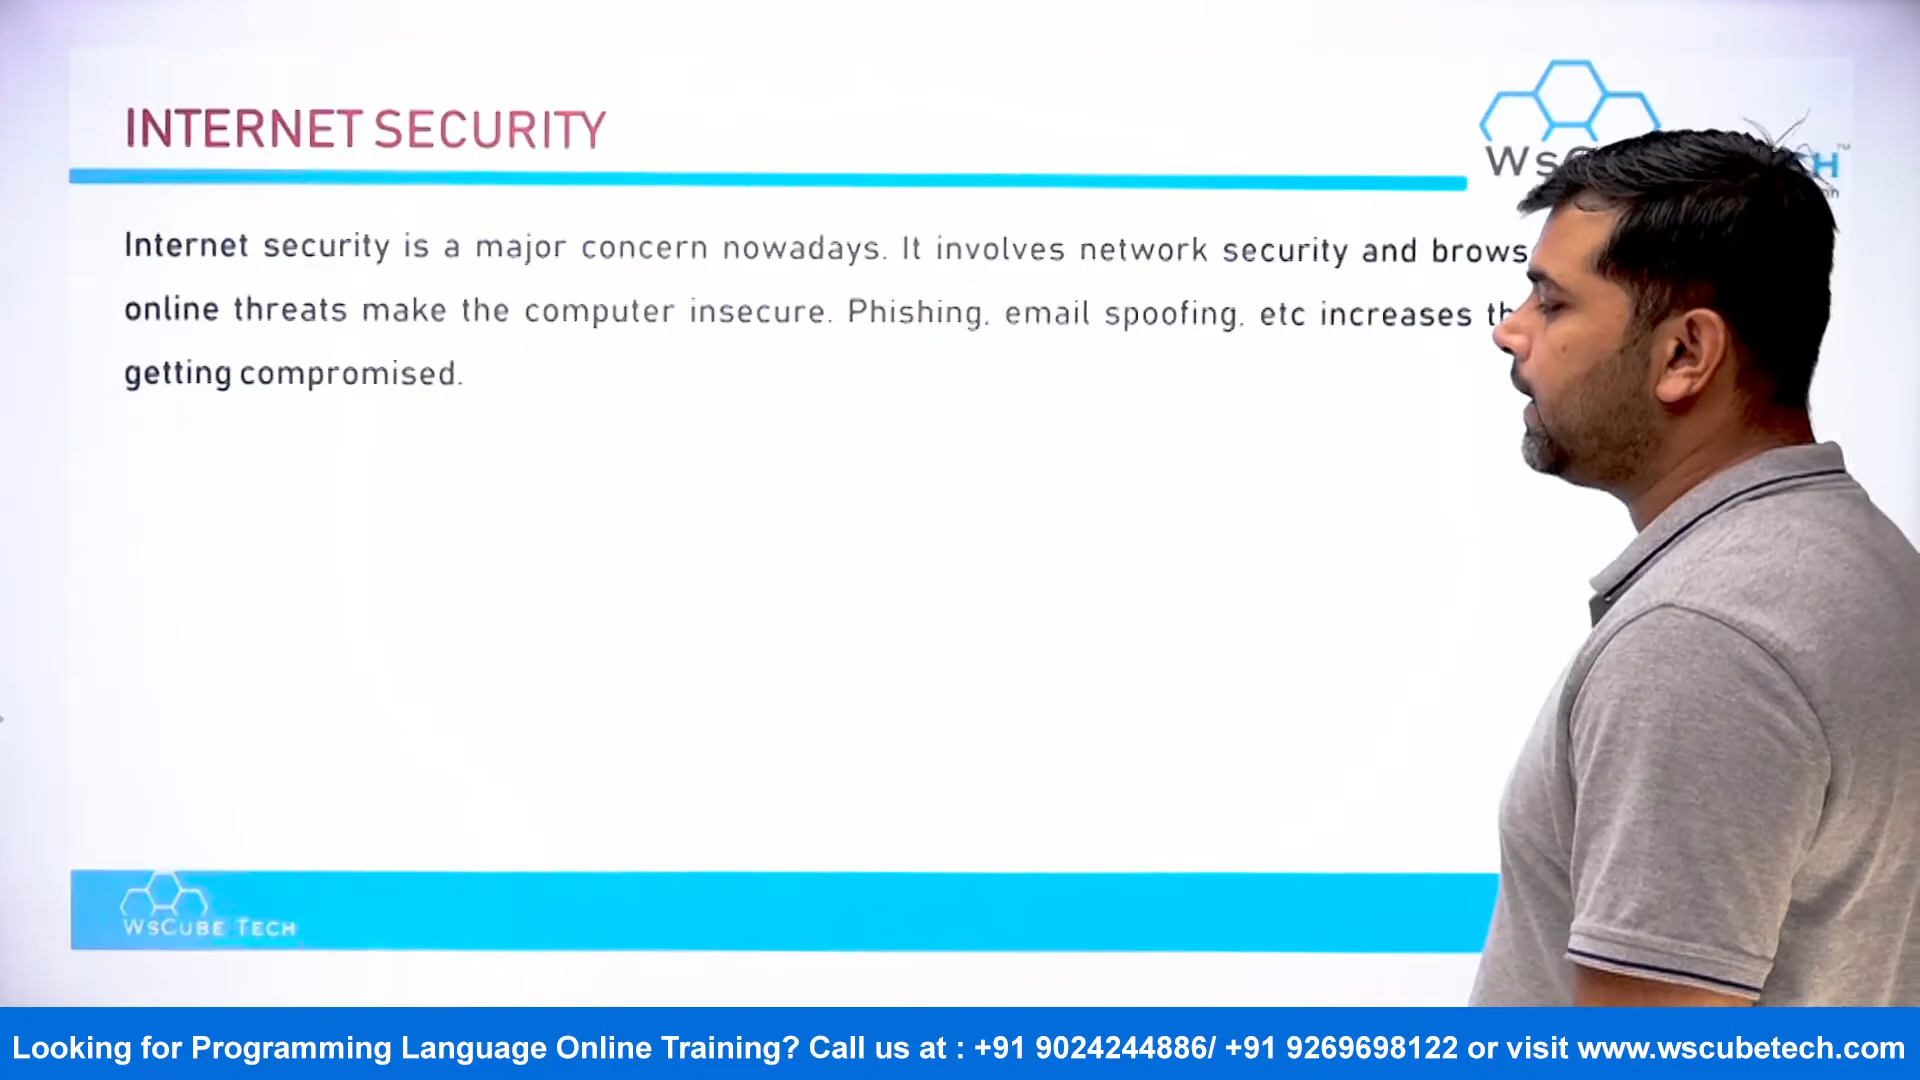 INTERNET SECURITY
Internet security is a major concern nowadays. It involves network security and brows
online threats make the computer insecure. Phishing, email spoofing, etc increases th
getting compromised.
WSCUBE TECH
Looking for Programming Language Online Training? Call us at : +91 9024244886/ +91 9269698122 or visit www.wscubetech.com